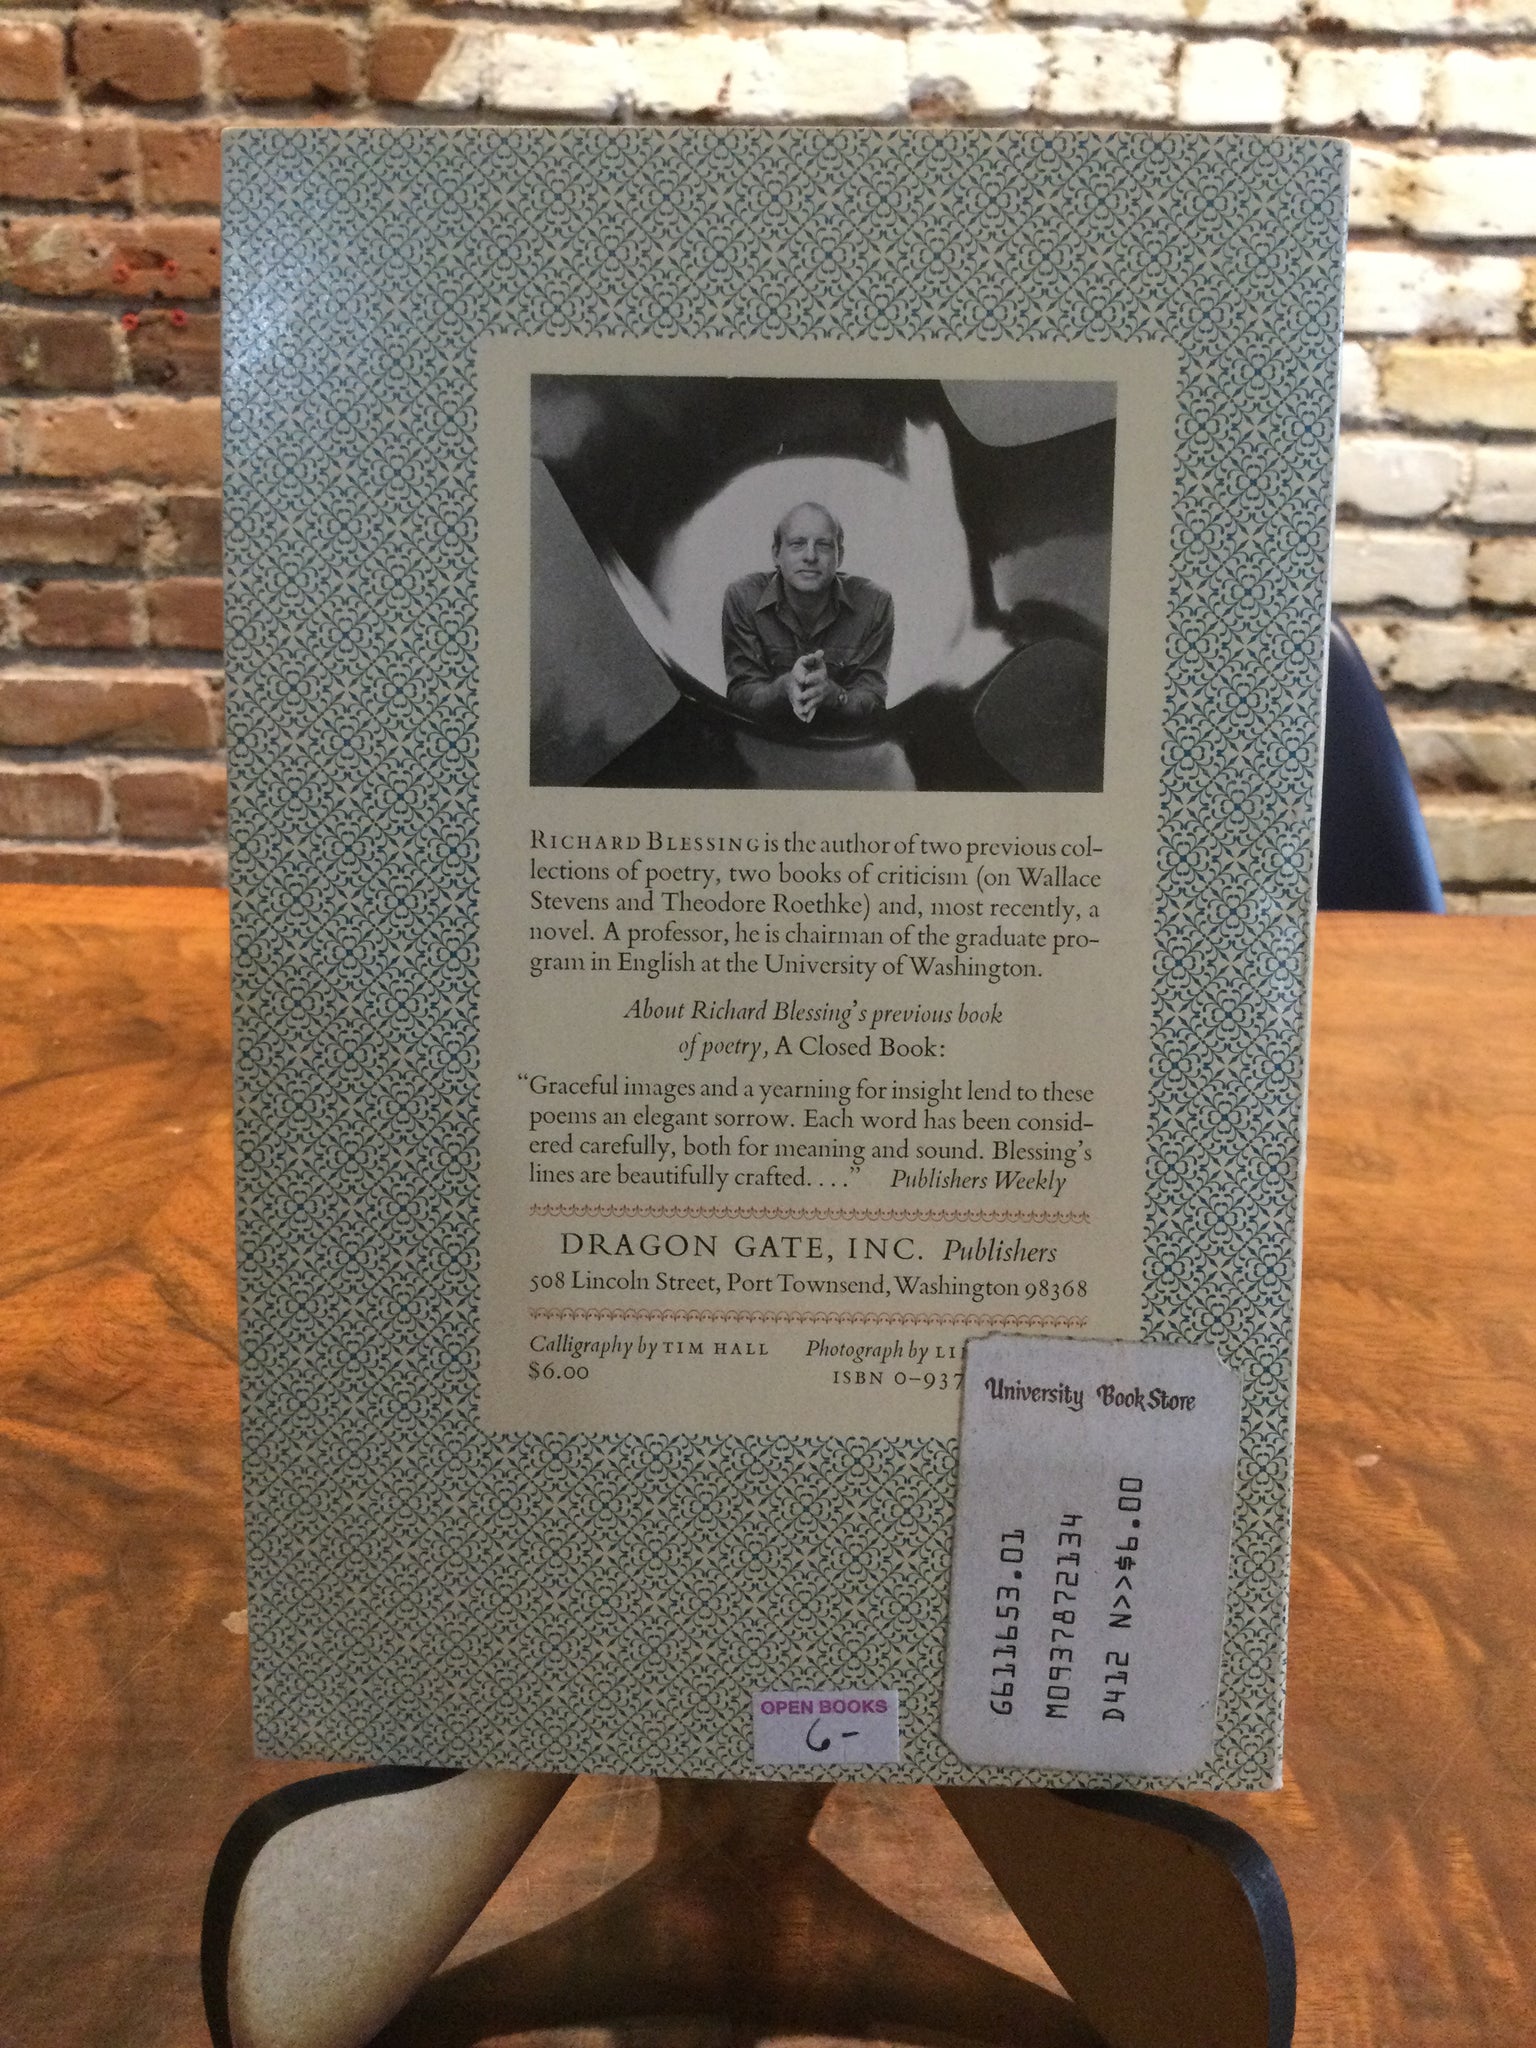 RICHARD BLESSING is the author of two previous col-
lections of poetry, two books of criticism (on Wallace
Stevens and Theodore Roethke) and, most recently, a
novel. A professor, he is chairman of the graduate pro-
gram in English at the University of Washington.
About Richard Blessing's previous book
of poetry, A Closed Book:
“Graceful images and a yearning for insight lend to these
poems an elegant sorrow. Each word has been consid-
ered carefully, both for meaning and sound. Blessing's
lines are beautifully crafted. . . .” Publishers Weekly
DRAGON GATE, INC. Publishers
508 Lincoln Street, Port Townsend, Washington 98368
Calligraphy by TIM HALL Photograph by
$6.00 ISBN 0-937
University Book Store
G611653.01
M0937872134
D412 N>>$6.00
OPEN BOOKS
6-